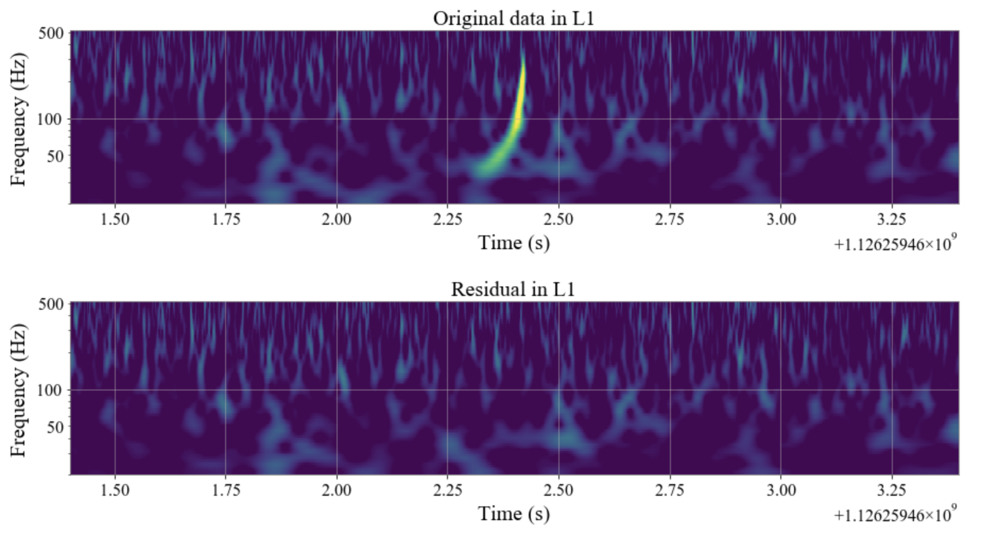 Original data in L1
500
100
50
Frequency (Hz)
1.50 1.75 2.00 2.25 2.50 2.75 3.00 3.25
Time (s)
+1.12625946×10⁹
Residual in L1
500
100
50
Frequency (Hz)
1.50 1.75 2.00 2.25 2.50 2.75 3.00 3.25
Time (s)
+1.12625946×10⁹